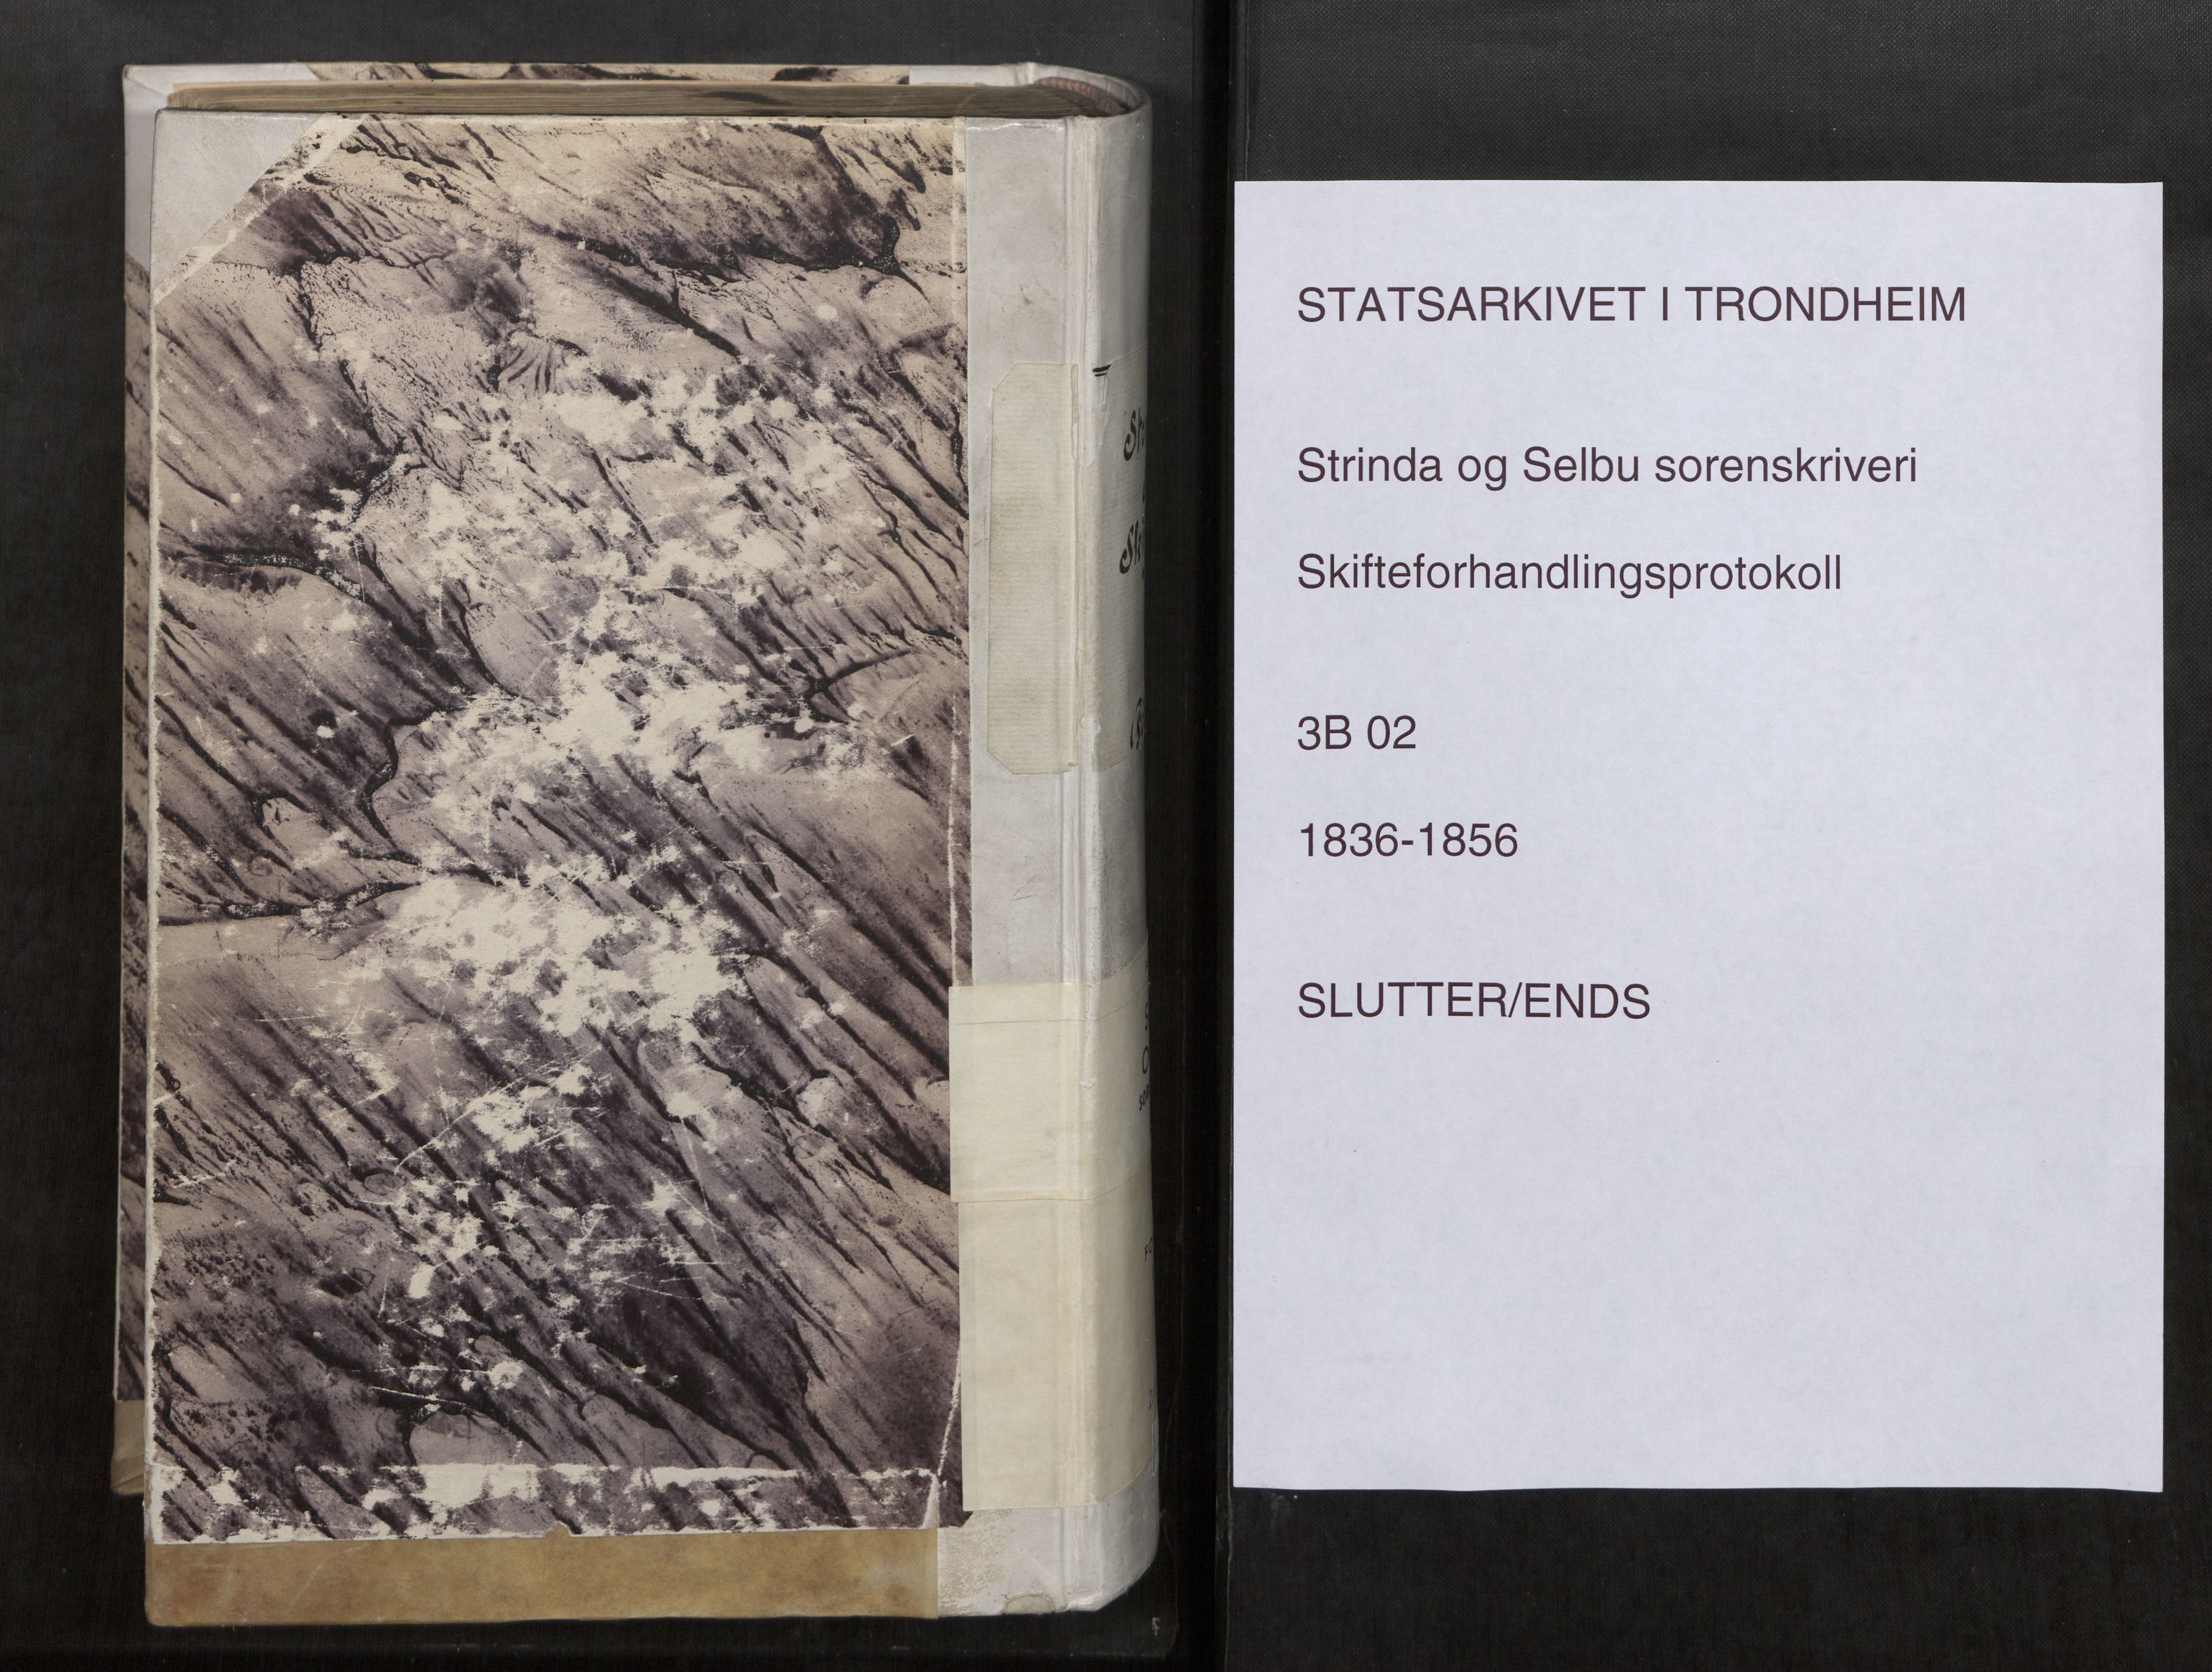 STATSARKIVET I TRONDHEIM
Strinda og Selbu sorenskriveri
Skifteforhandlingsprotokoll
3B 02
1836-1856
SLUTTER/ENDS